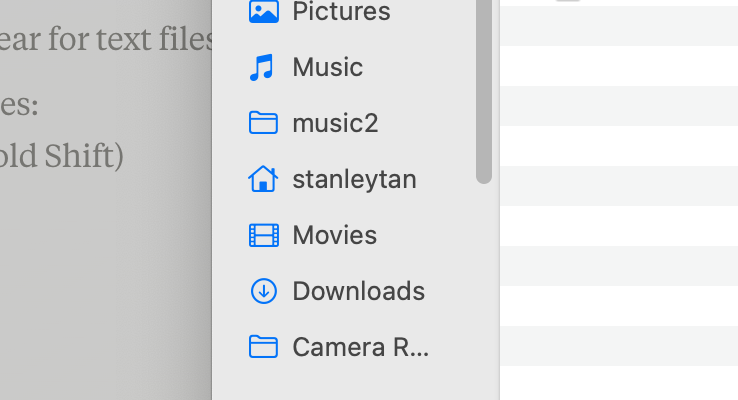 Pictures
ear for text files
Music
es:
music2
old Shift)
stanleytan
Movies
Downloads
Camera R...